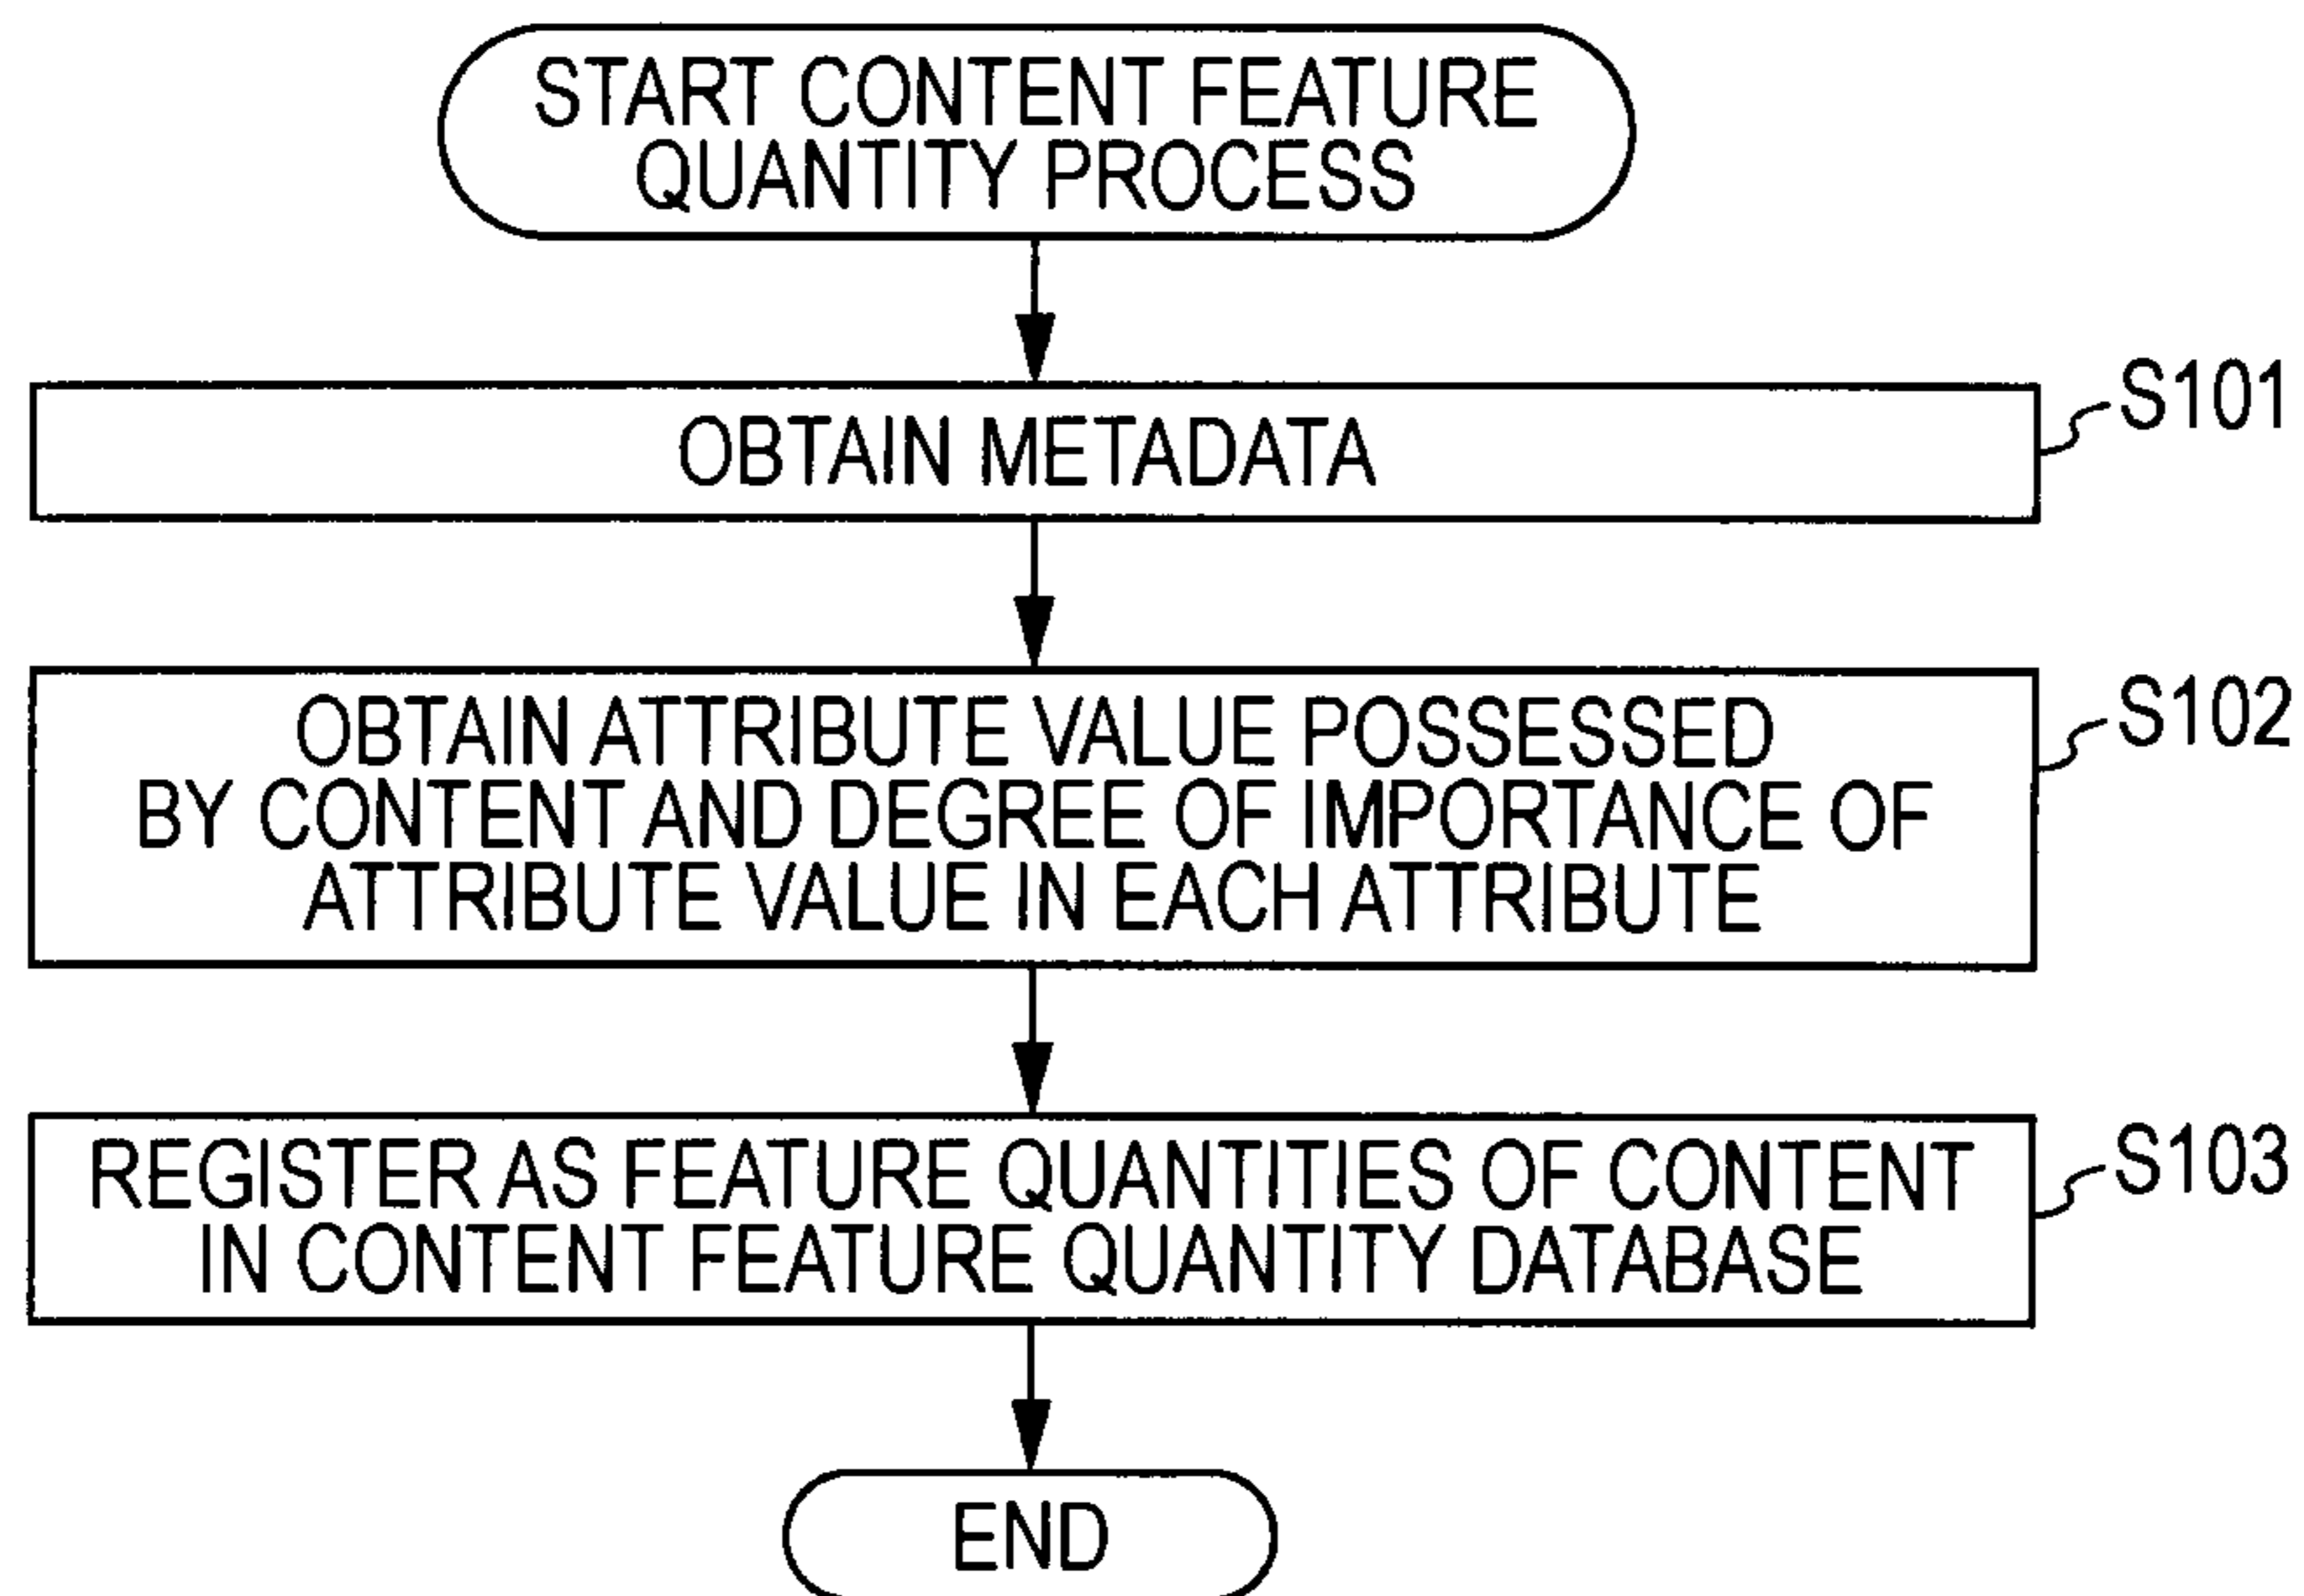 START CONTENT FEATURE
QUANTITY PROCESS
S101
OBTAIN METADATA
S102
OBTAIN ATTRIBUTE VALUE POSSESSED
BY CONTENT AND DEGREE OF IMPORTANCE OF
ATTRIBUTE VALUE IN EACH ATTRIBUTE
S103
REGISTER AS FEATURE QUANTITIES OF CONTENT
IN CONTENT FEATURE QUANTITY DATABASE
END